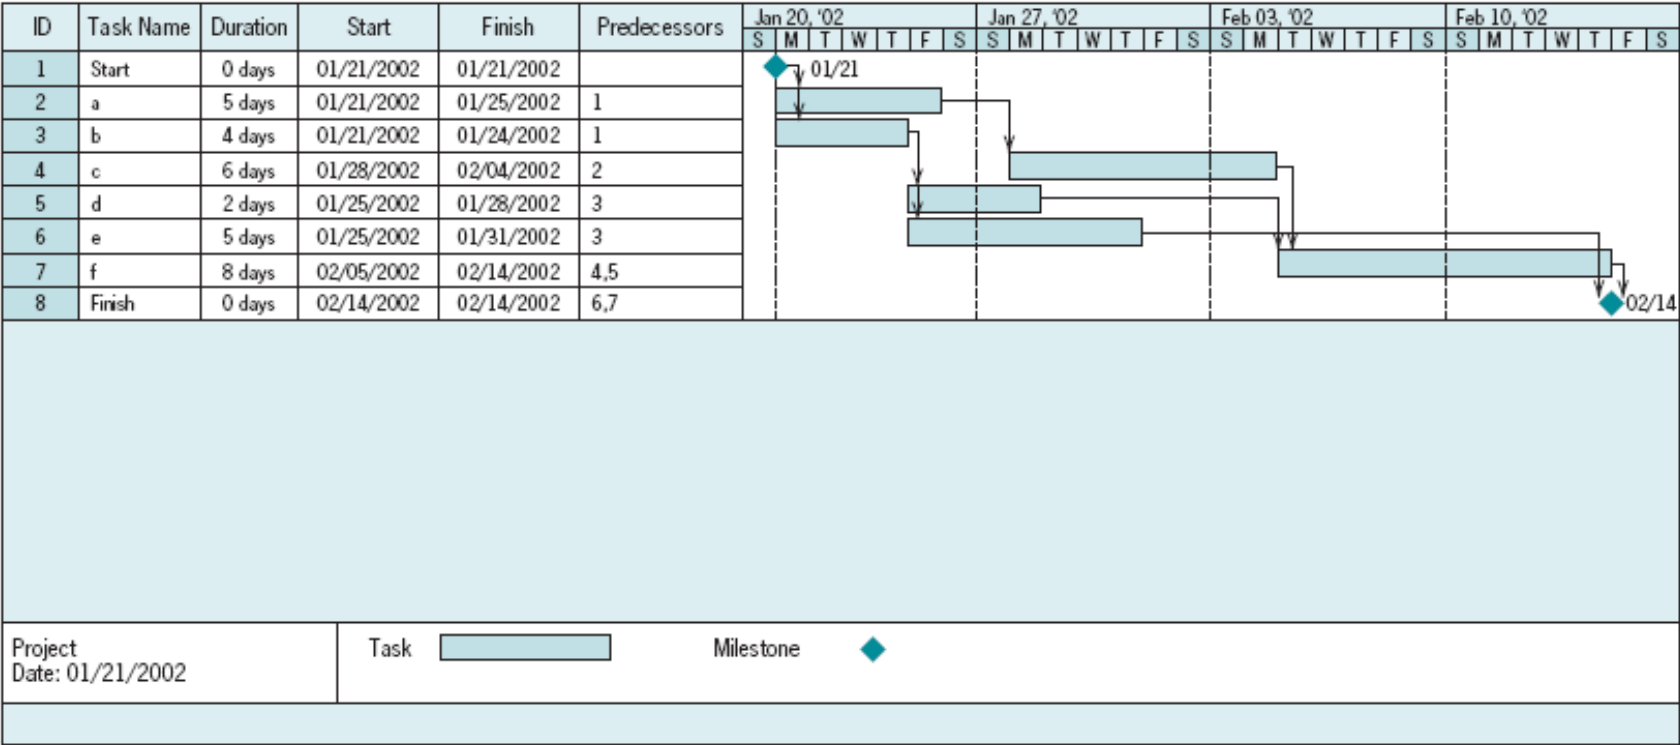 ID Task Name Duration Start Finish Predecessors Jan 20, '02 Jan 27, '02 Feb 03, '02 Feb 10, '02
S M T W T F S S M T W T F S S M T W T F S S M T W T F S
1 Start 0 days 01/21/2002 01/21/2002 01/21
2 a 5 days 01/21/2002 01/25/2002 1
3 b 4 days 01/21/2002 01/24/2002 1
4 c 6 days 01/28/2002 02/04/2002 2
5 d 2 days 01/25/2002 01/28/2002 3
6 e 5 days 01/25/2002 01/31/2002 3
7 f 8 days 02/05/2002 02/14/2002 4,5
8 Finish 0 days 02/14/2002 02/14/2002 6,7 02/14
Project Task Milestone
Date: 01/21/2002